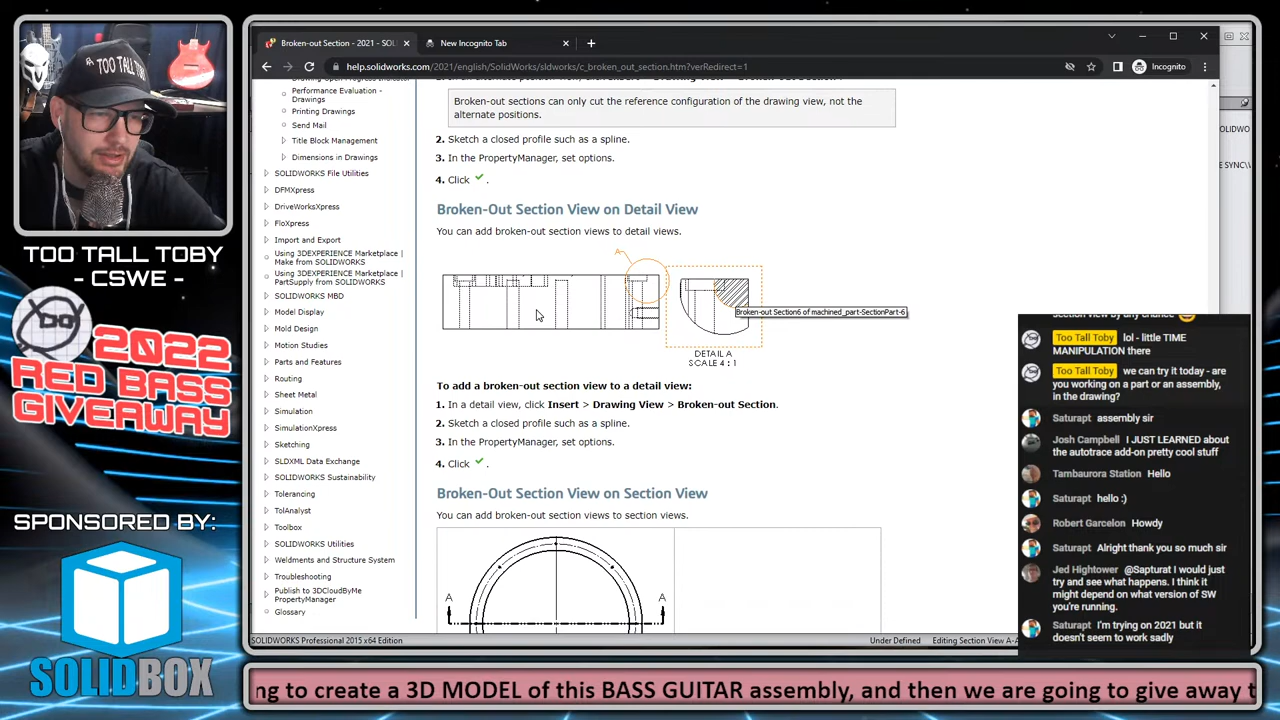 TOO TALL TOBY
TOO TALL TOBY
- CSWE -
2022
RED BASS
GIVEAWAY
SPONSORED BY:
SOLIDBOX
Broken-out Section - 2021 - SOL
New Incognito Tab
help.solidworks.com/2021/english/SolidWorks/sldworks/c_broken_out_section.htm?verRedirect=1
Incognito
Performance Evaluation -
Drawings
Printing Drawings
Send Mail
Title Block Management
Dimensions in Drawings
SOLIDWORKS File Utilities
DFMXpress
DriveWorksXpress
FloXpress
Import and Export
Using 3DEXPERIENCE Marketplace |
Make from SOLIDWORKS
Using 3DEXPERIENCE Marketplace |
PartSupply from SOLIDWORKS
SOLIDWORKS MBD
Model Display
Mold Design
Motion Studies
Parts and Features
Routing
Sheet Metal
Simulation
SimulationXpress
Sketching
SLDXML Data Exchange
SOLIDWORKS Sustainability
Tolerancing
TolAnalyst
Toolbox
SOLIDWORKS Utilities
Weldments and Structure System
Troubleshooting
Publish to 3DCloudByMe
PropertyManager
Glossary
Broken-out sections can only cut the reference configuration of the drawing view, not the
alternate positions.
2. Sketch a closed profile such as a spline.
3. In the PropertyManager, set options.
4. Click .
Broken-Out Section View on Detail View
You can add broken-out section views to detail views.
A
Broken-out Section6 of machined_part-SectionPart-6
DETAIL A
SCALE 4 : 1
To add a broken-out section view to a detail view:
1. In a detail view, click Insert > Drawing View > Broken-out Section.
2. Sketch a closed profile such as a spline.
3. In the PropertyManager, set options.
4. Click .
Broken-Out Section View on Section View
You can add broken-out section views to section views.
A
A
SOLIDWORKS Professional 2015 x64 Edition
Under Defined
Editing Section View A-A
OLIDWO
E SYNC\V
section view by any chance
Too Tall Toby lol - little TIME
MANIPULATION there
Too Tall Toby we can try it today - are
you working on a part or an assembly,
in the drawing?
Saturapt assembly sir
Josh Campbell I JUST LEARNED about
the autotrace add-on pretty cool stuff
Tambaurora Station Hello
Saturapt hello :)
Robert Garcelon Howdy
Saturapt Alright thank you so much sir
Jed Hightower @Sapturat I would just
try and see what happens. I think it
might depend on what version of SW
you're running.
Saturapt I'm trying on 2021 but it
doesn't seem to work sadly
ng to create a 3D MODEL of this BASS GUITAR assembly, and then we are going to give away t